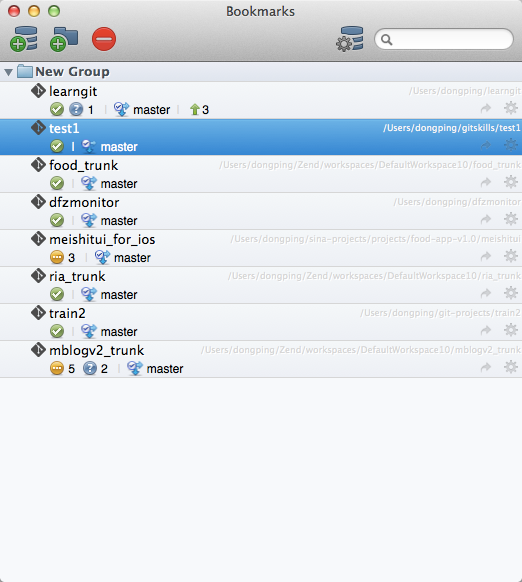 Bookmarks
New Group
learngit
/Users/dongping/learngit
? 1 master 3
test1
/Users/dongping/gitskills/test1
master
food_trunk
/Users/dongping/Zend/workspaces/DefaultWorkspace10/food_trunk
master
dfzmonitor
/Users/dongping/dfzmonitor
master
meishitui_for_ios
/Users/dongping/sina-projects/projects/food-app-v1.0/meishitui
3 master
ria_trunk
/Users/dongping/Zend/workspaces/DefaultWorkspace10/ria_trunk
master
train2
/Users/dongping/git-projects/train2
master
mblogv2_trunk
/Users/dongping/Zend/workspaces/DefaultWorkspace10/mblogv2_trunk
5 ? 2 master